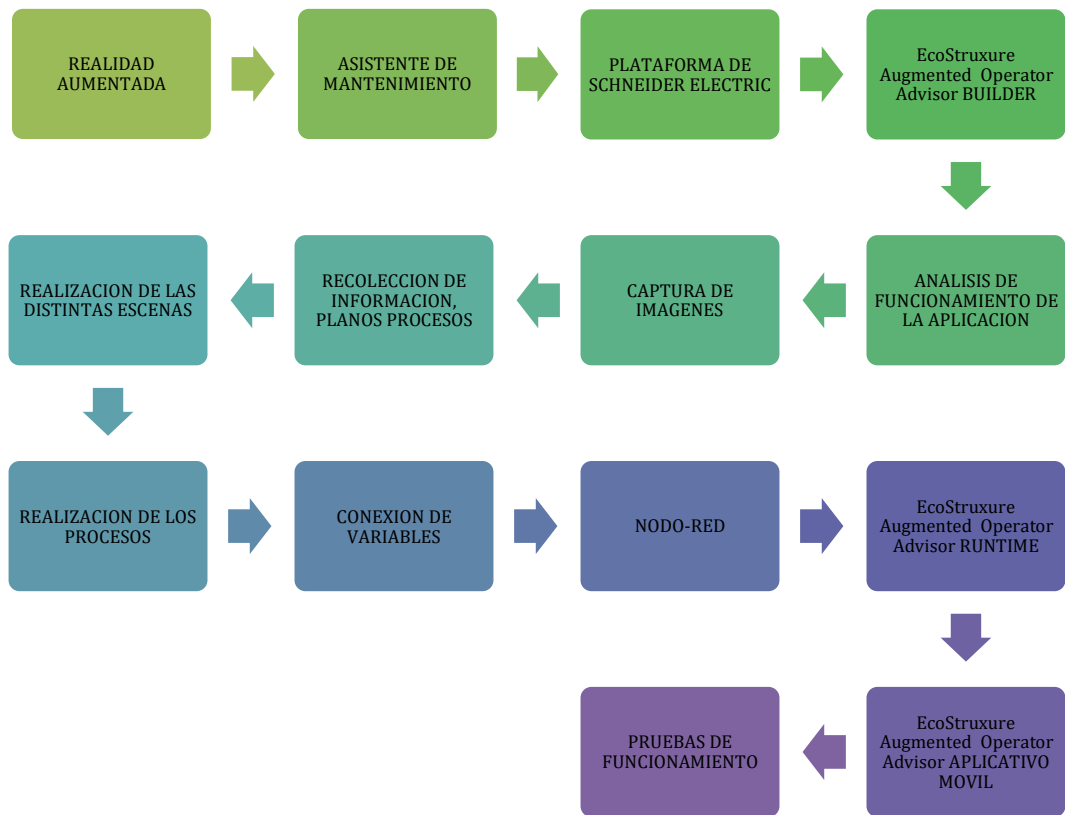 REALIDAD
AUMENTADA
ASISTENTE DE
MANTENIMIENTO
PLATAFORMA DE
SCHNEIDER ELECTRIC
EcoStruxure
Augmented Operator
Advisor BUILDER
ANALISIS DE
FUNCIONAMIENTO DE
LA APLICACION
CAPTURA DE
IMAGENES
RECOLECCION DE
INFORMACION,
PLANOS PROCESOS
REALIZACION DE LAS
DISTINTAS ESCENAS
REALIZACION DE LOS
PROCESOS
CONEXION DE
VARIABLES
NODO-RED
EcoStruxure
Augmented Operator
Advisor RUNTIME
EcoStruxure
Augmented Operator
Advisor APLICATIVO
MOVIL
PRUEBAS DE
FUNCIONAMIENTO